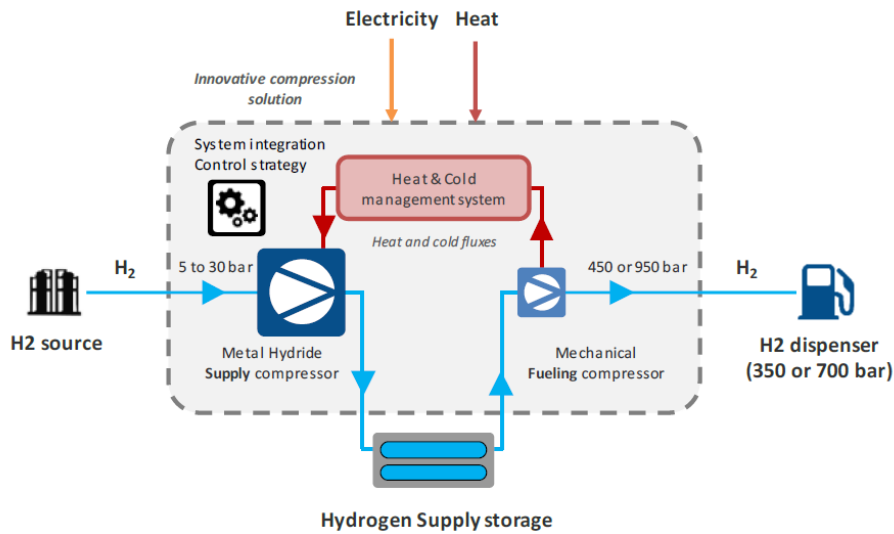 Electricity Heat
Innovative compression
solution
System integration
Control strategy
Heat & Cold
management system
Heat and cold fluxes
H₂
5 to 30 bar
450 or 950 bar
H₂
H2 source
Metal Hydride
Supply compressor
Mechanical
Fueling compressor
H2 dispenser
(350 or 700 bar)
Hydrogen Supply storage